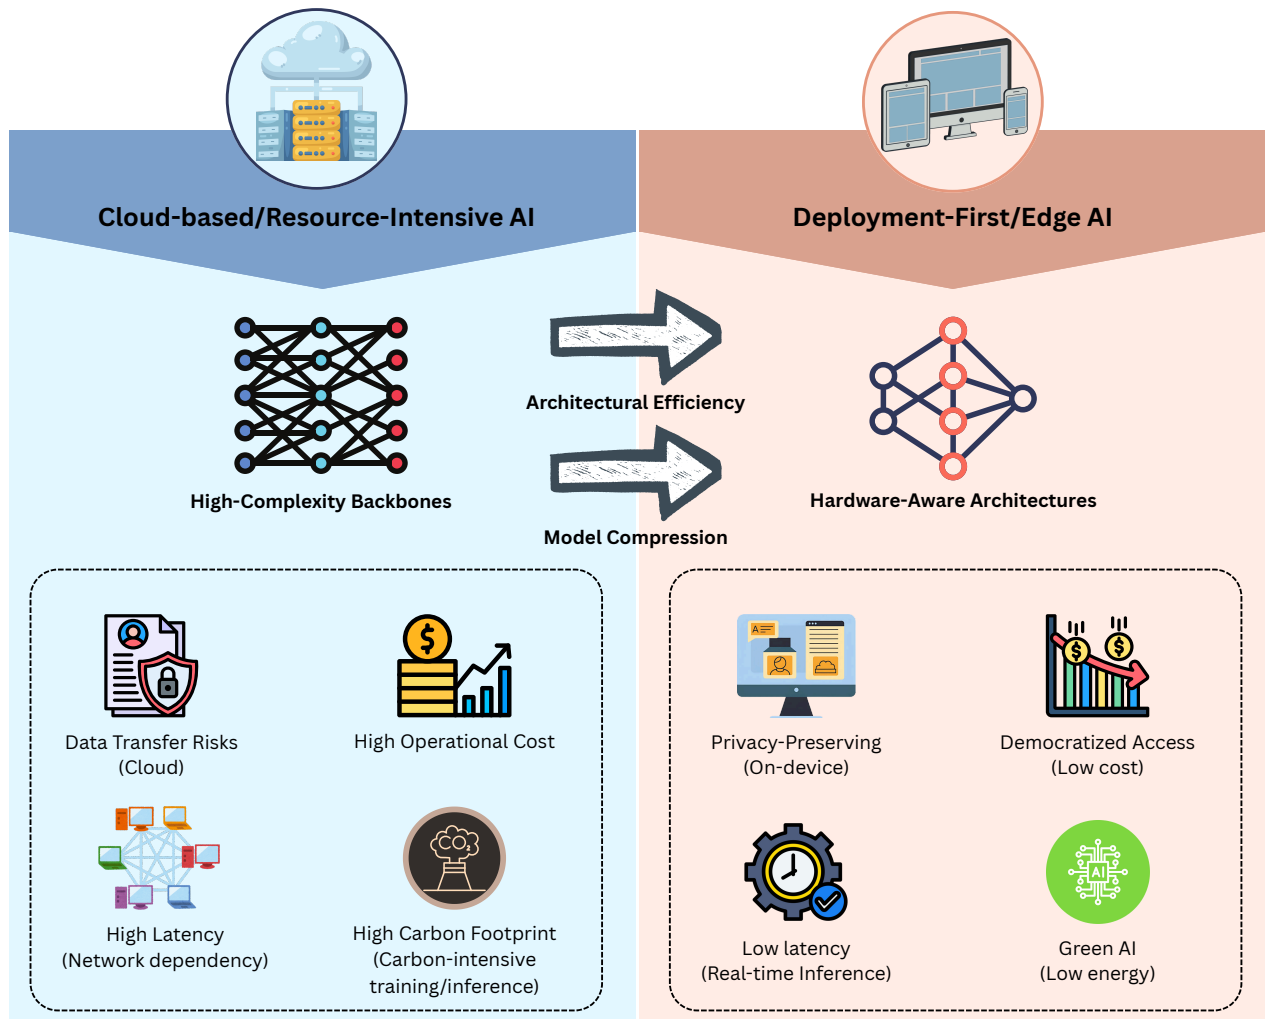 Cloud-based/Resource-Intensive AI
Deployment-First/Edge AI
Architectural Efficiency
High-Complexity Backbones
Hardware-Aware Architectures
Model Compression
$
Data Transfer Risks
(Cloud)
High Operational Cost
CO₂
High Latency
(Network dependency)
High Carbon Footprint
(Carbon-intensive
training/inference)
A
$
$
Privacy-Preserving
(On-device)
Democratized Access
(Low cost)
AI
Low latency
(Real-time Inference)
Green AI
(Low energy)